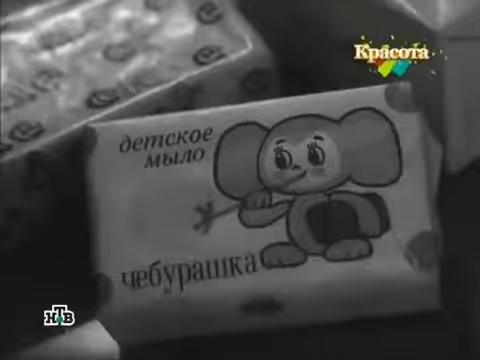 Красота
детское
мыло
чебурашка
НТВ